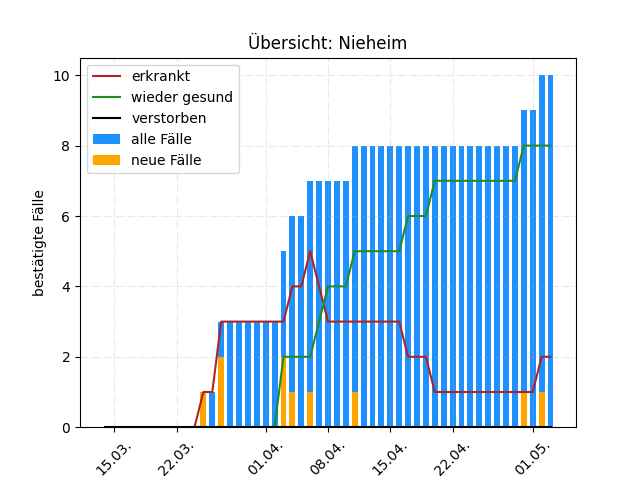 Übersicht: Nieheim
erkrankt
wieder gesund
verstorben
alle Fälle
neue Fälle
bestätigte Fälle
10
8
6
4
2
0
15.03.
22.03.
01.04.
08.04.
15.04.
22.04.
01.05.